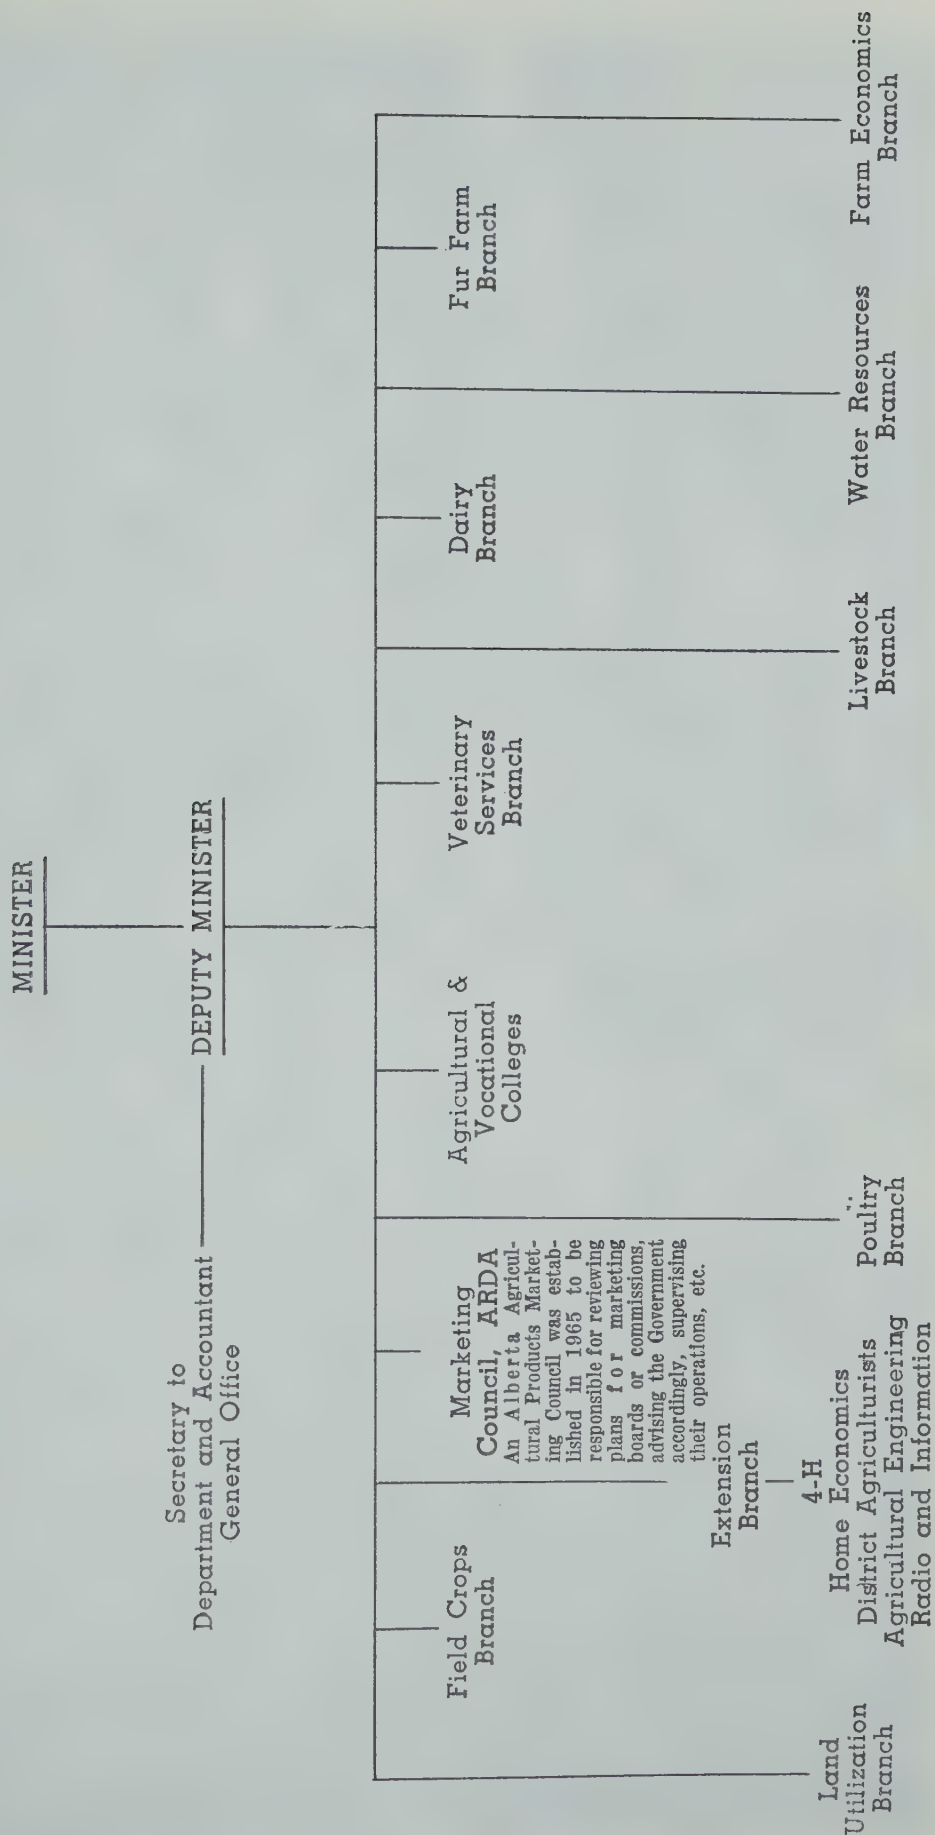 MINISTER
DEPUTY MINISTER
Secretary to
Department and Accountant
General Office
Land
Utilization
Branch
Field Crops
Branch
Extension
Branch
4-H
Home Economics
District Agriculturists
Agricultural Engineering
Radio and Information
Marketing
Council, ARDA
An Alberta Agricul-
tural Products Market-
ing Council was estab-
lished in 1965 to be
responsible for reviewing
plans for marketing
boards or commissions,
advising the Government
accordingly, supervising
their operations, etc.
Poultry
Branch
Agricultural &
Vocational
Colleges
Veterinary
Services
Branch
Livestock
Branch
Dairy
Branch
Water Resources
Branch
Fur Farm
Branch
Farm Economics
Branch